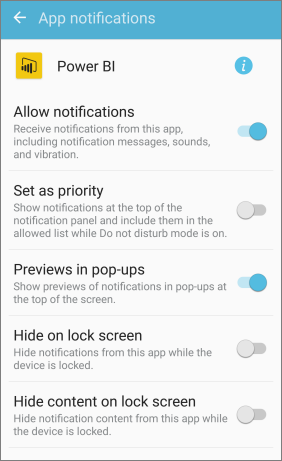 App notifications
Power BI
Allow notifications
Receive notifications from this app,
including notification messages, sounds,
and vibration.
Set as priority
Show notifications at the top of the
notification panel and include them in the
allowed list while Do not disturb mode is on.
Previews in pop-ups
Show previews of notifications in pop-ups at
the top of the screen.
Hide on lock screen
Hide notifications from this app while the
device is locked.
Hide content on lock screen
Hide notification content from this app while
the device is locked.